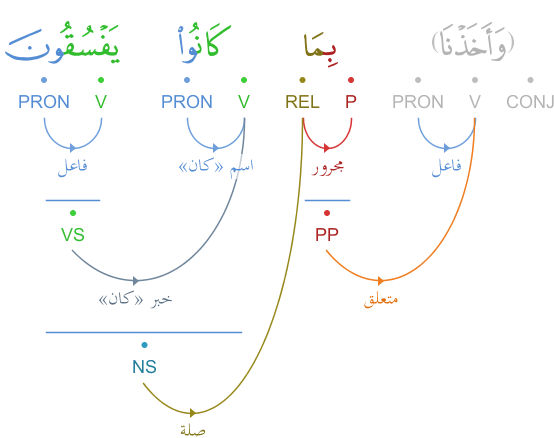 (وَأَخَذْنَا) بِمَا كَانُوا۟ يَفْسُقُونَ
CONJ V PRON P REL V PRON V PRON
فاعل مجرور اسم «كان» فاعل
PP VS
متعلق خبر «كان»
NS
صلة